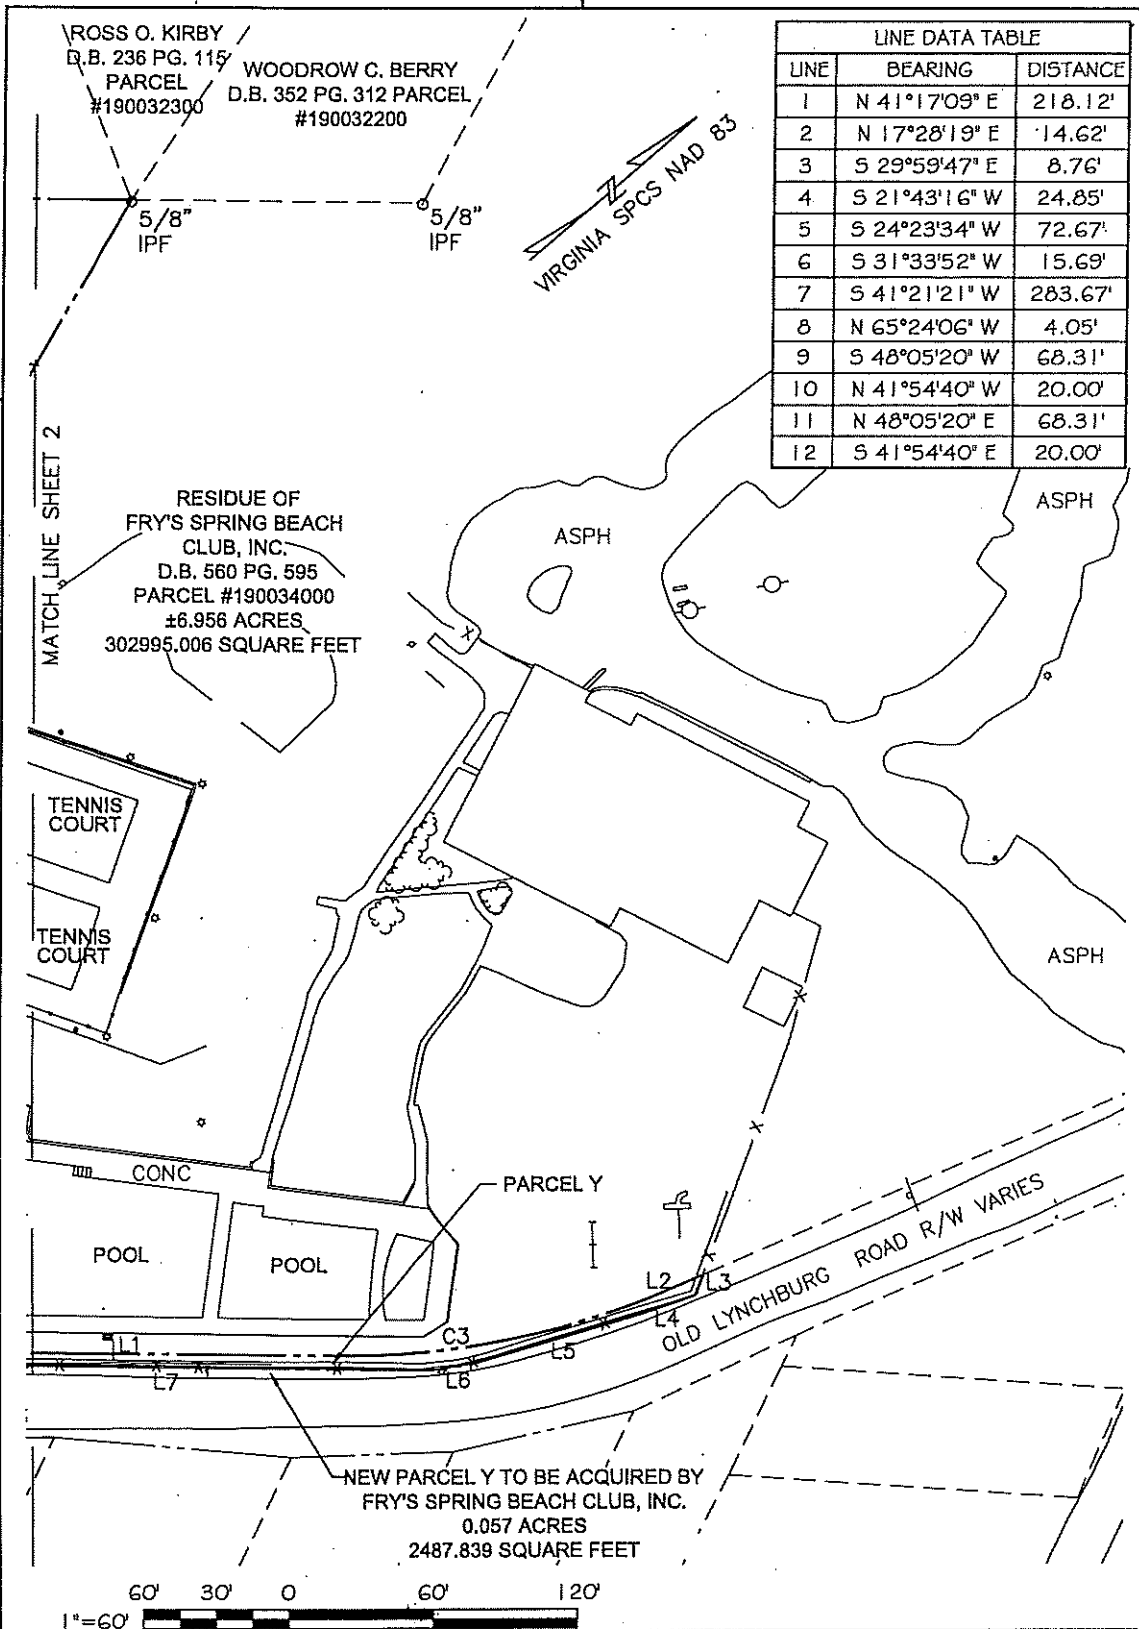 ROSS O. KIRBY
D.B. 236 PG. 115
PARCEL
#190032300
WOODROW C. BERRY
D.B. 352 PG. 312 PARCEL
#190032200
5/8"
IPF
5/8"
IPF
N
VIRGINIA SPCS NAD 83
LINE DATA TABLE
LINE BEARING DISTANCE
1 N 41°17'09" E 218.12'
2 N 17°28'19" E 14.62'
3 S 29°59'47" E 8.76'
4 S 21°43'16" W 24.85'
5 S 24°23'34" W 72.67'
6 S 31°33'52" W 15.69'
7 S 41°21'21" W 283.67'
8 N 65°24'06" W 4.05'
9 S 48°05'20" W 68.31'
10 N 41°54'40" W 20.00'
11 N 48°05'20" E 68.31'
12 S 41°54'40" E 20.00'
MATCH LINE SHEET 2
RESIDUE OF
FRY'S SPRING BEACH
CLUB, INC.
D.B. 560 PG. 595
PARCEL #190034000
±6.956 ACRES
302995.006 SQUARE FEET
ASPH
ASPH
TENNIS
COURT
TENNIS
COURT
ASPH
CONC
PARCEL Y
POOL
POOL
L1
L7
C3
L6
L5
L2
L4
L3
OLD LYNCHBURG ROAD R/W VARIES
NEW PARCEL Y TO BE ACQUIRED BY
FRY'S SPRING BEACH CLUB, INC.
0.057 ACRES
2487.839 SQUARE FEET
60' 30' 0 60' 120'
1"=60'